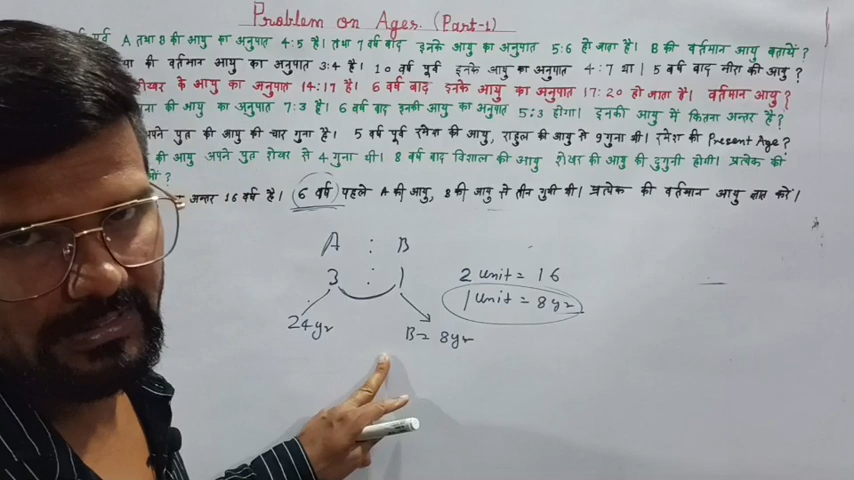 Problem on Ages. (Part-1)
पूर्व A तथा B की आयु का अनुपात 4:5 है। तथा 7 वर्ष बाद इनके आयु का अनुपात 5:6 हो जाता है। B की वर्तमान आयु बतायें?
की वर्तमान आयु का अनुपात 3:4 है। 10 वर्ष पूर्व इनके आयु का अनुपात 4:7 था। 5 वर्ष बाद मीरा की आयु?
शेखर के आयु का अनुपात 14:17 है। 6 वर्ष बाद इनके आयु का अनुपात 17:20 हो जाता है। वर्तमान आयु?
की आयु का अनुपात 7:3 है। 6 वर्ष बाद इनकी आयु का अनुपात 5:3 होगा। इनकी आयु में कितना अन्तर है?
अपने पुत्र की आयु की चार गुना है। 5 वर्ष पूर्व रमेश की आयु, राहुल की आयु से 9 गुना थी। रमेश की Present Age?
की आयु अपने पुत्र शेखर से 4 गुना थी। 8 वर्ष बाद विशाल की आयु शेखर की आयु की दुगुनी होगी। प्रत्येक की
अन्तर 16 वर्ष है। 6 वर्ष पहले A की आयु, B की आयु से तीन गुनी थी। प्रत्येक की वर्तमान आयु ज्ञात करें।
A : B
3 : 1 2 unit = 16
1 unit = 8 yr
24 yr B = 8 yr